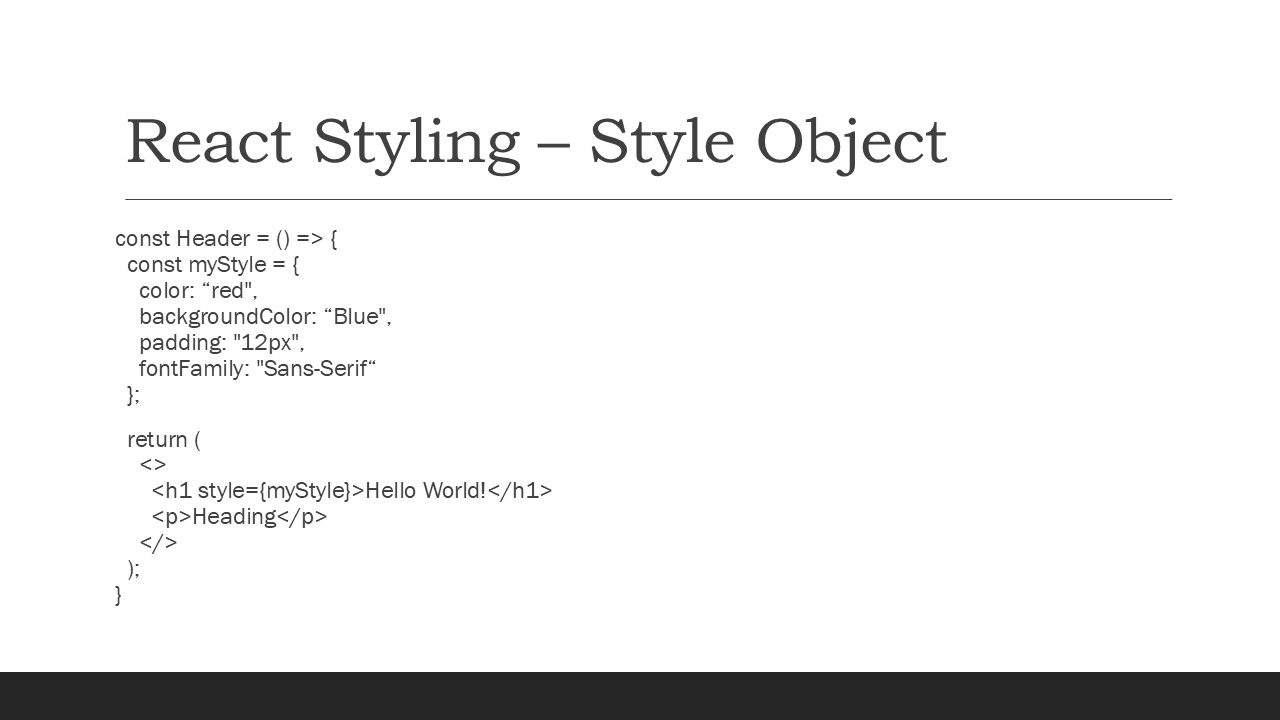 React Styling – Style Object
const Header = () => {
  const myStyle = {
    color: “red",
    backgroundColor: “Blue",
    padding: "12px",
    fontFamily: "Sans-Serif“
  };
  return (
    <>
      <h1 style={myStyle}>Hello World!</h1>
      <p>Heading</p>
    </>
  );
}